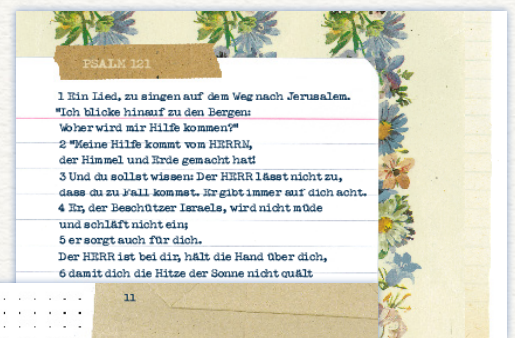 PSALM 121
1 Ein Lied, zu singen auf dem Weg nach Jerusalem.
"Ich blicke hinauf zu den Bergen:
Woher wird mir Hilfe kommen?"
2 "Meine Hilfe kommt vom HERRN,
der Himmel und Erde gemacht hat!
3 Und du sollst wissen: Der HERR lässt nicht zu,
dass du zu Fall kommst. Er gibt immer auf dich acht.
4 Er, der Beschützer Israels, wird nicht müde
und schläft nicht ein;
5 er sorgt auch für dich.
Der HERR ist bei dir, hält die Hand über dich,
6 damit dich die Hitze der Sonne nicht quält
11